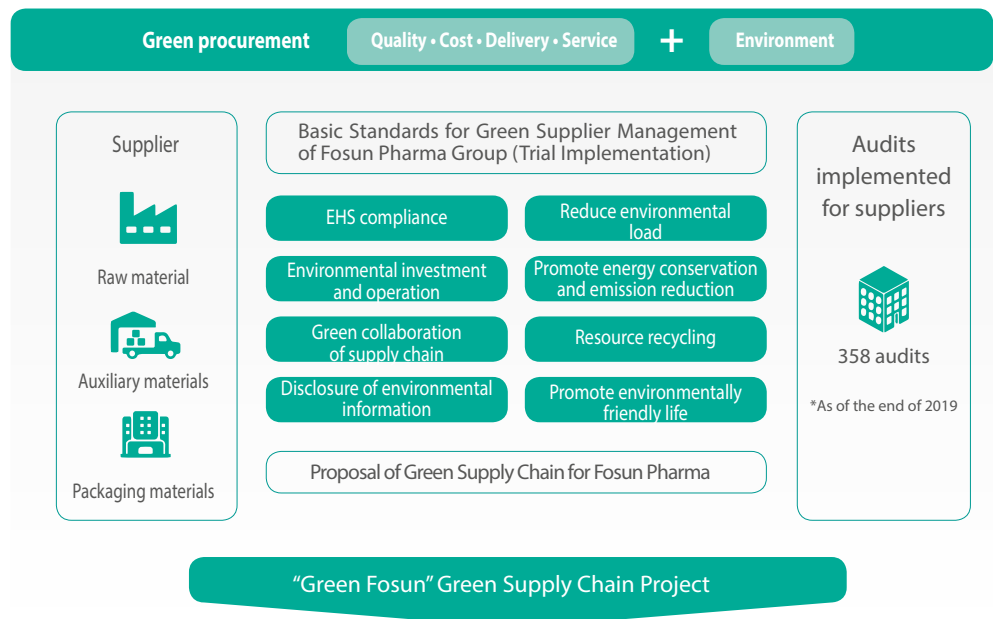 Green procurement
Quality • Cost • Delivery • Service
+
Environment
Supplier
Raw material
Auxiliary materials
Packaging materials
Basic Standards for Green Supplier Management
of Fosun Pharma Group (Trial Implementation)
EHS compliance
Reduce environmental
load
Environmental investment
and operation
Promote energy conservation
and emission reduction
Green collaboration
of supply chain
Resource recycling
Disclosure of environmental
information
Promote environmentally
friendly life
Proposal of Green Supply Chain for Fosun Pharma
Audits
implemented
for suppliers
358 audits
*As of the end of 2019
“Green Fosun” Green Supply Chain Project